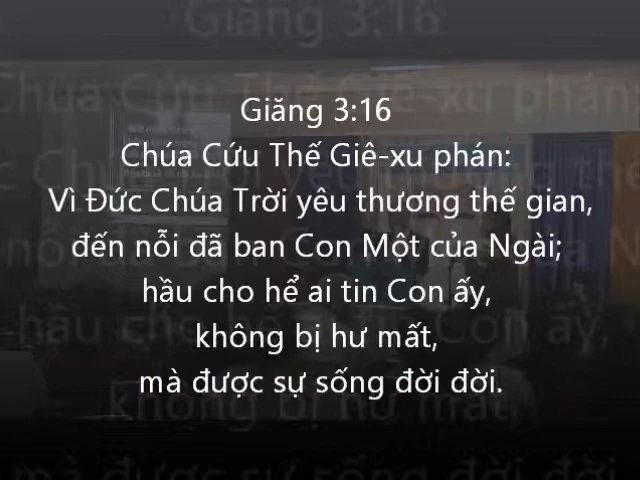 Giăng 3:16
Chúa Cứu Thế Giê-xu phán:
Vì Đức Chúa Trời yêu thương thế gian,
đến nỗi đã ban Con Một của Ngài;
hầu cho hể ai tin Con ấy,
không bị hư mất,
mà được sự sống đời đời.